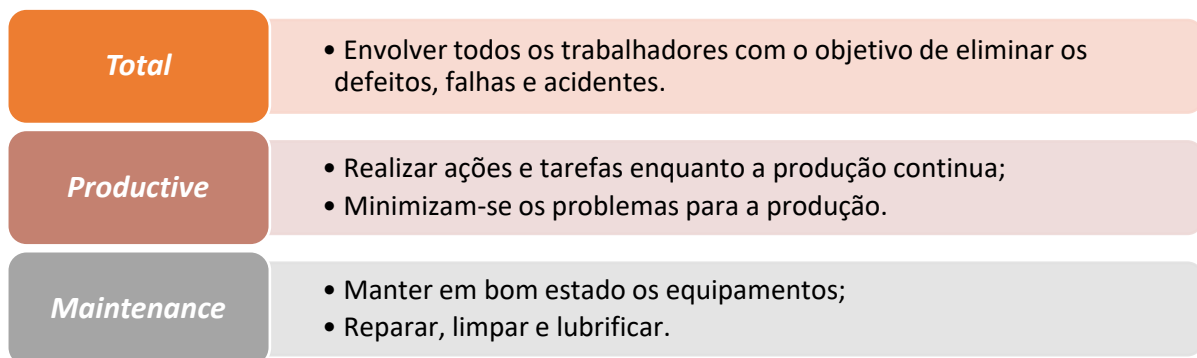 Total
• Envolver todos os trabalhadores com o objetivo de eliminar os
defeitos, falhas e acidentes.
Productive
• Realizar ações e tarefas enquanto a produção continua;
• Minimizam-se os problemas para a produção.
Maintenance
• Manter em bom estado os equipamentos;
• Reparar, limpar e lubrificar.